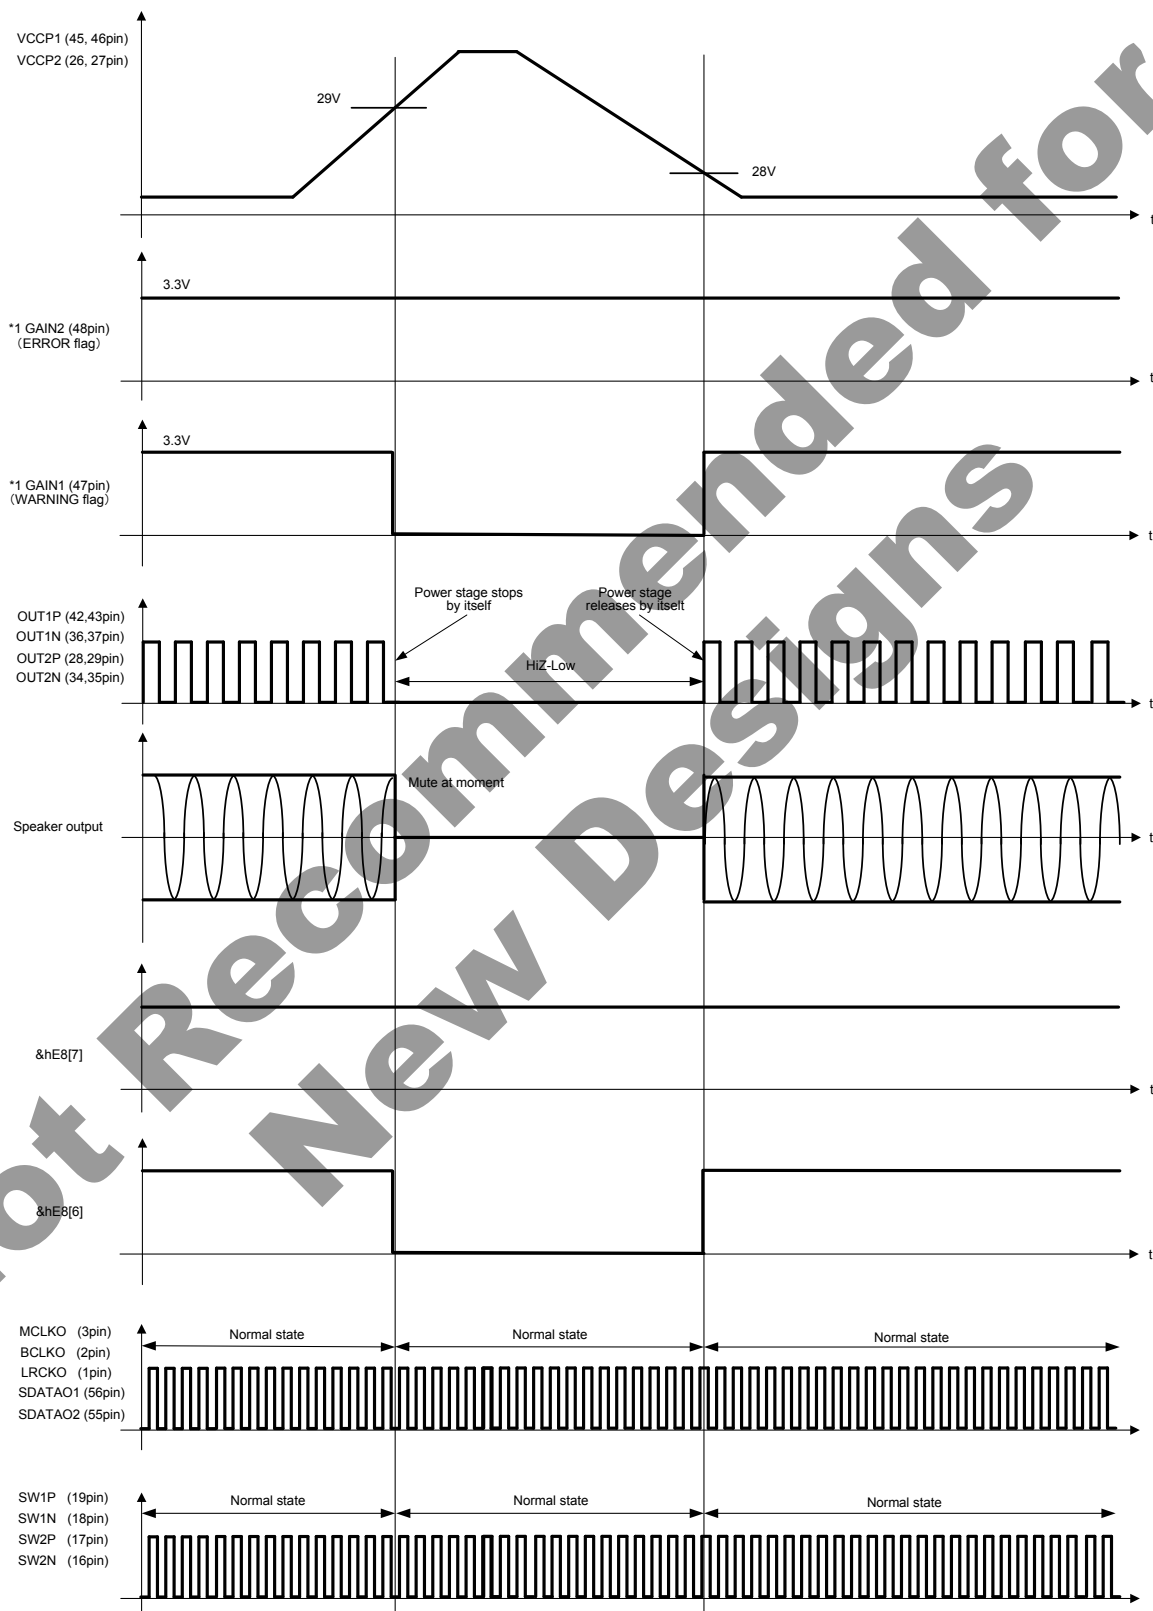 VCCP1 (45, 46pin)
VCCP2 (26, 27pin)
29V
28V
t
3.3V
*1 GAIN2 (48pin)
(ERROR flag)
t
3.3V
*1 GAIN1 (47pin)
(WARNING flag)
t
Power stage stops
by itself
Power stage
releases by itself
OUT1P (42,43pin)
OUT1N (36,37pin)
OUT2P (28,29pin)
OUT2N (34,35pin)
HiZ-Low
t
Mute at moment
Speaker output
t
&hE8[7]
t
&hE8[6]
t
MCLKO (3pin)
BCLKO (2pin)
LRCKO (1pin)
SDATAO1 (56pin)
SDATAO2 (55pin)
Normal state
Normal state
Normal state
SW1P (19pin)
SW1N (18pin)
SW2P (17pin)
SW2N (16pin)
Normal state
Normal state
Normal state
ot Recommended for
New Designs